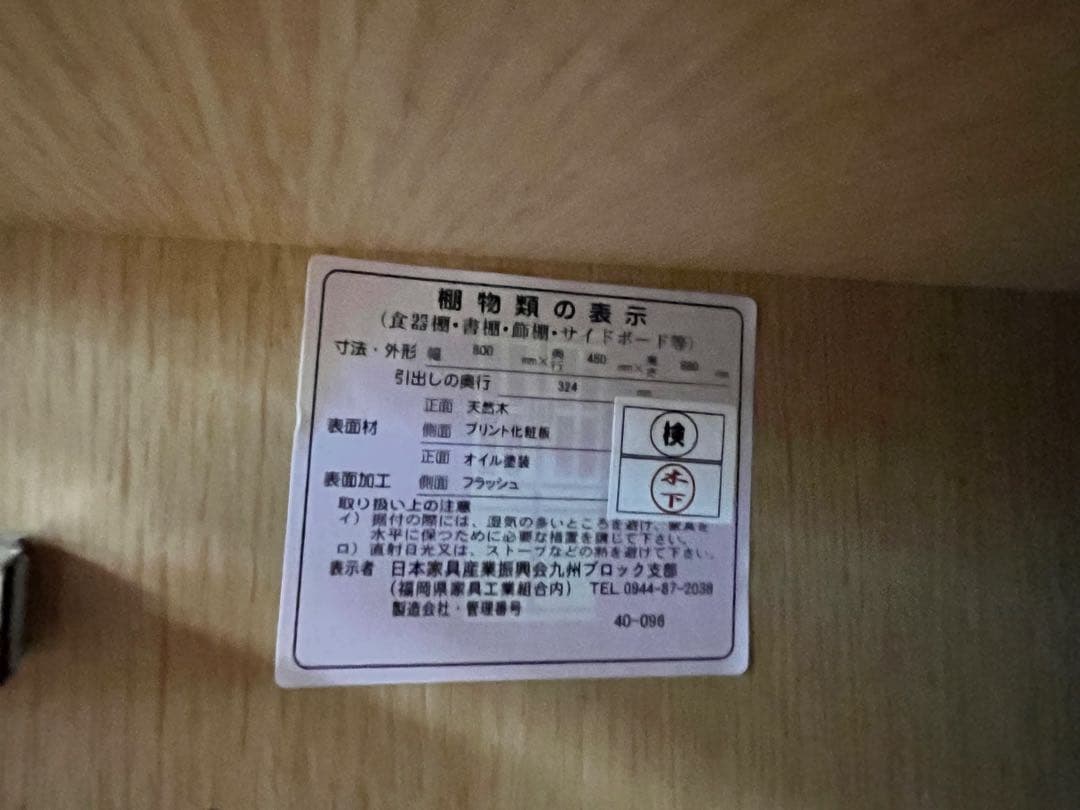 棚物類の表示
(食器棚・書棚・飾棚・サイドボード等)
寸法・外形 幅 800 mm×奥行 450 mm×高さ mm
引出しの奥行 324 mm
表面材 正面 天然木
側面 プリント化粧板
表面加工 正面 オイル塗装
側面 フラッシュ
検
木下
取り扱い上の注意
イ) 据付の際には、湿気の多いところを避け、家具を
水平に保つために必要な措置を講じて下さい。
ロ) 直射日光又は、ストーブなどの熱を避けて下さい。
表示者 日本家具産業振興会九州ブロック支部
(福岡県家具工業組合内) TEL 0944-87-2038
製造会社・管理番号
40-096